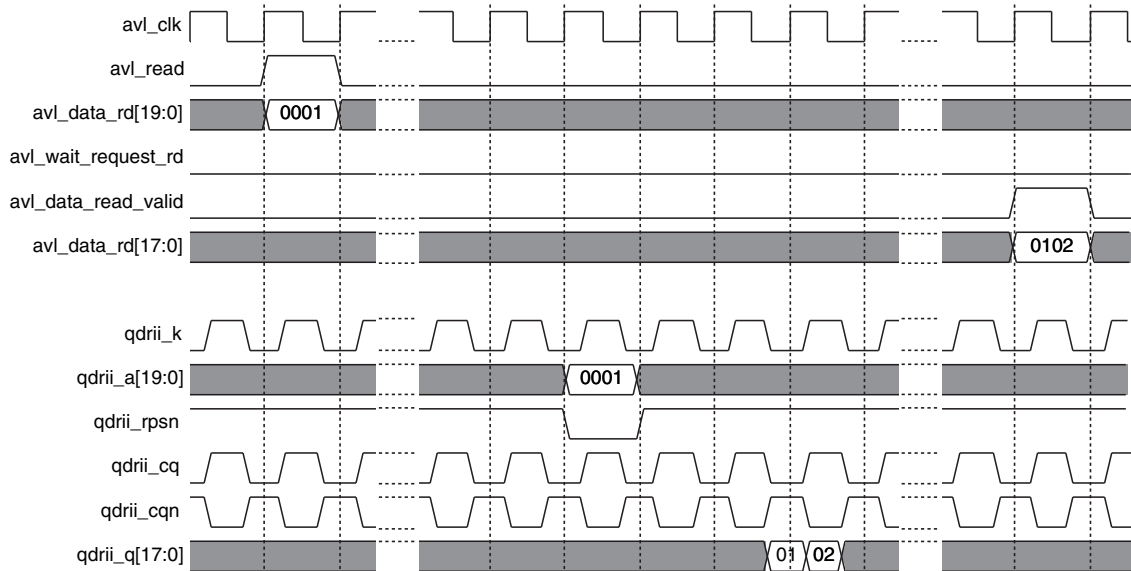 avl_clk
avl_read
avl_data_rd[19:0] 0001
avl_wait_request_rd
avl_data_read_valid
avl_data_rd[17:0] 0102
qdrii_k
qdrii_a[19:0] 0001
qdrii_rpsn
qdrii_cq
qdrii_cqn
qdrii_q[17:0] 01 02